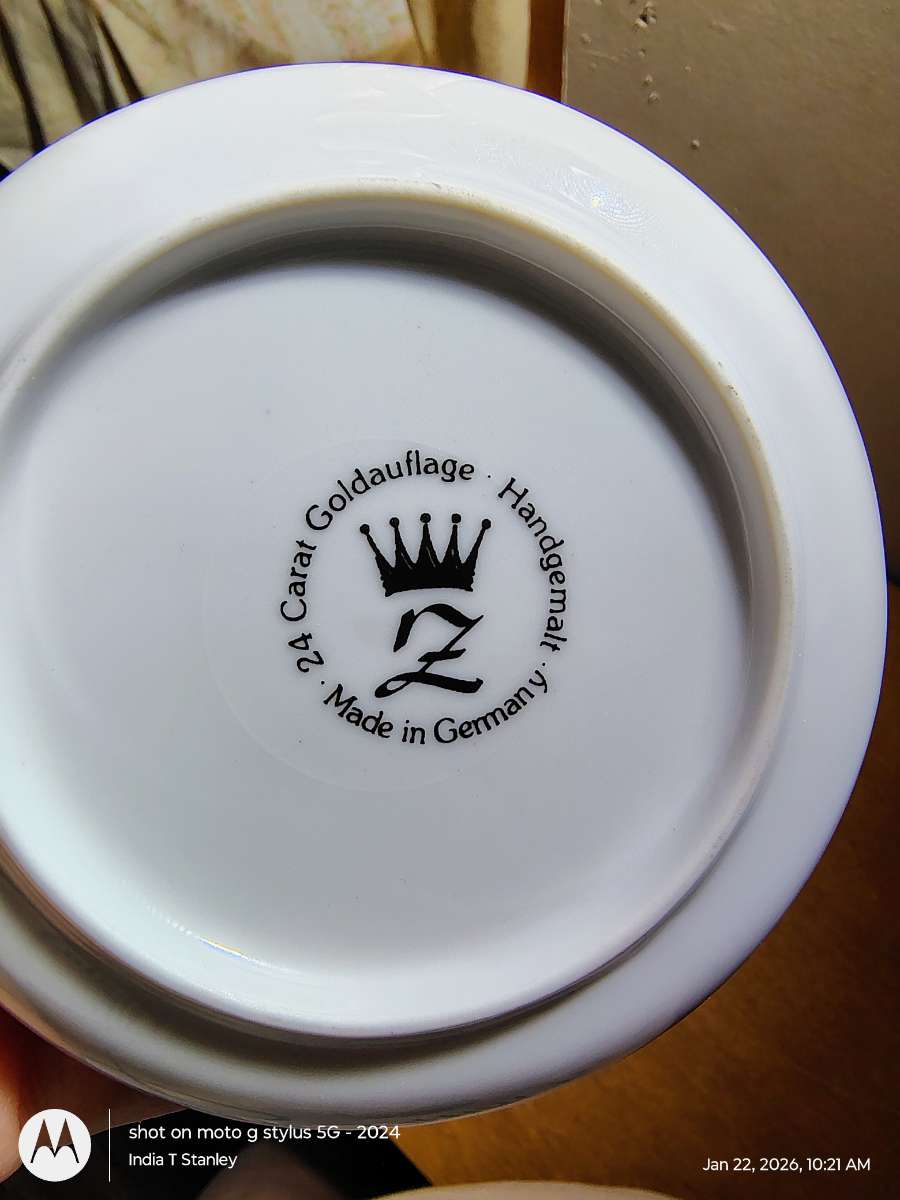 24 Carat Goldauflage · Handgemalt ·
Z
Made in Germany ·
shot on moto g stylus 5G - 2024
India T Stanley
Jan 22, 2026, 10:21 AM